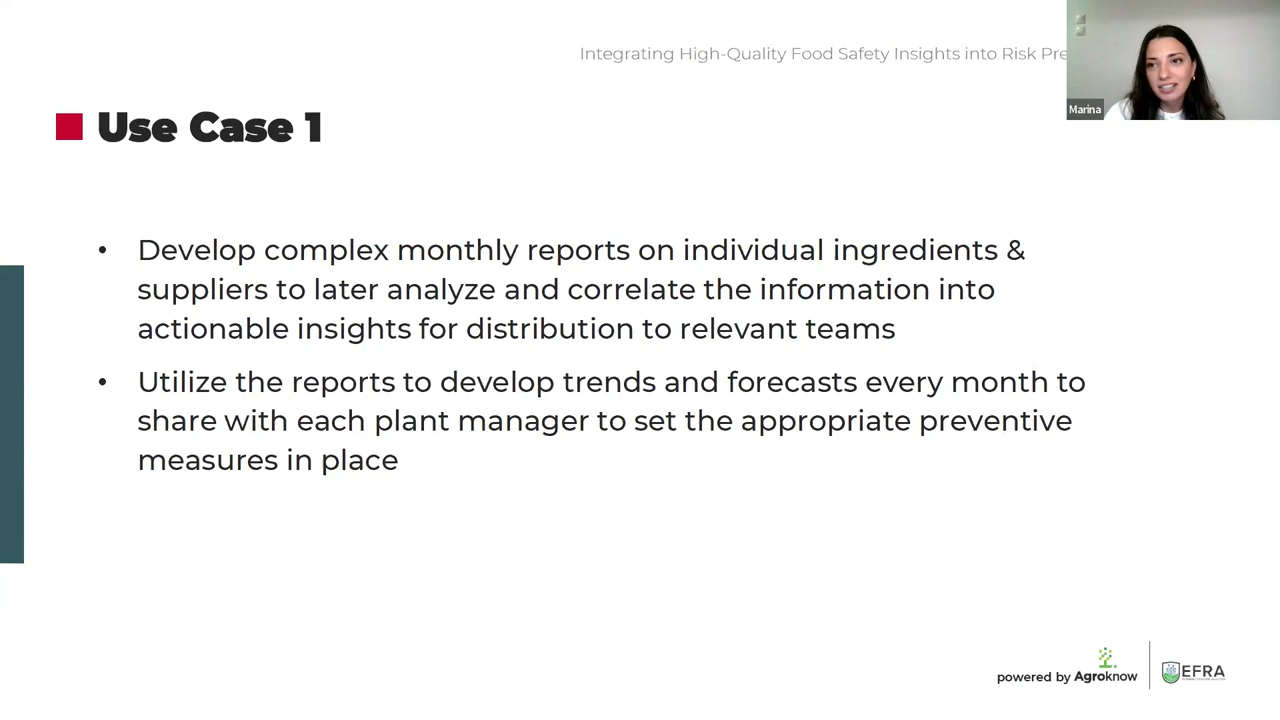 Integrating High-Quality Food Safety Insights into Risk
Marina
Use Case 1
• Develop complex monthly reports on individual ingredients &
suppliers to later analyze and correlate the information into
actionable insights for distribution to relevant teams
• Utilize the reports to develop trends and forecasts every month to
share with each plant manager to set the appropriate preventive
measures in place
powered by Agroknow
EFRA